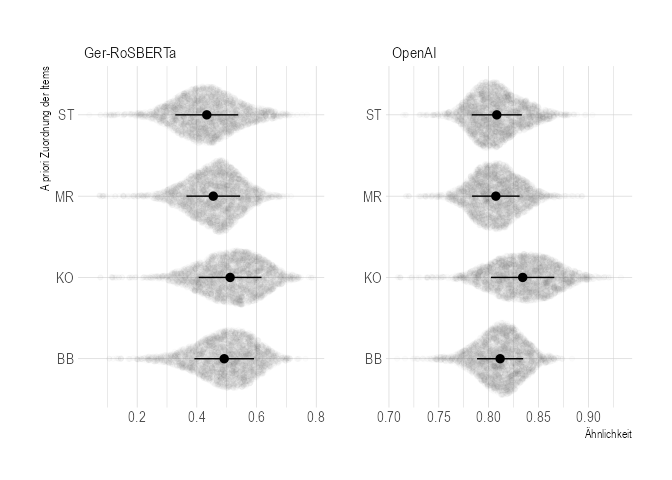 Ger-RoSBERTa
OpenAI
A priori Zuordnung der Items
ST
MR
KO
BB
ST
MR
KO
BB
0.2 0.4 0.6 0.8
0.70 0.75 0.80 0.85 0.90
Ähnlichkeit